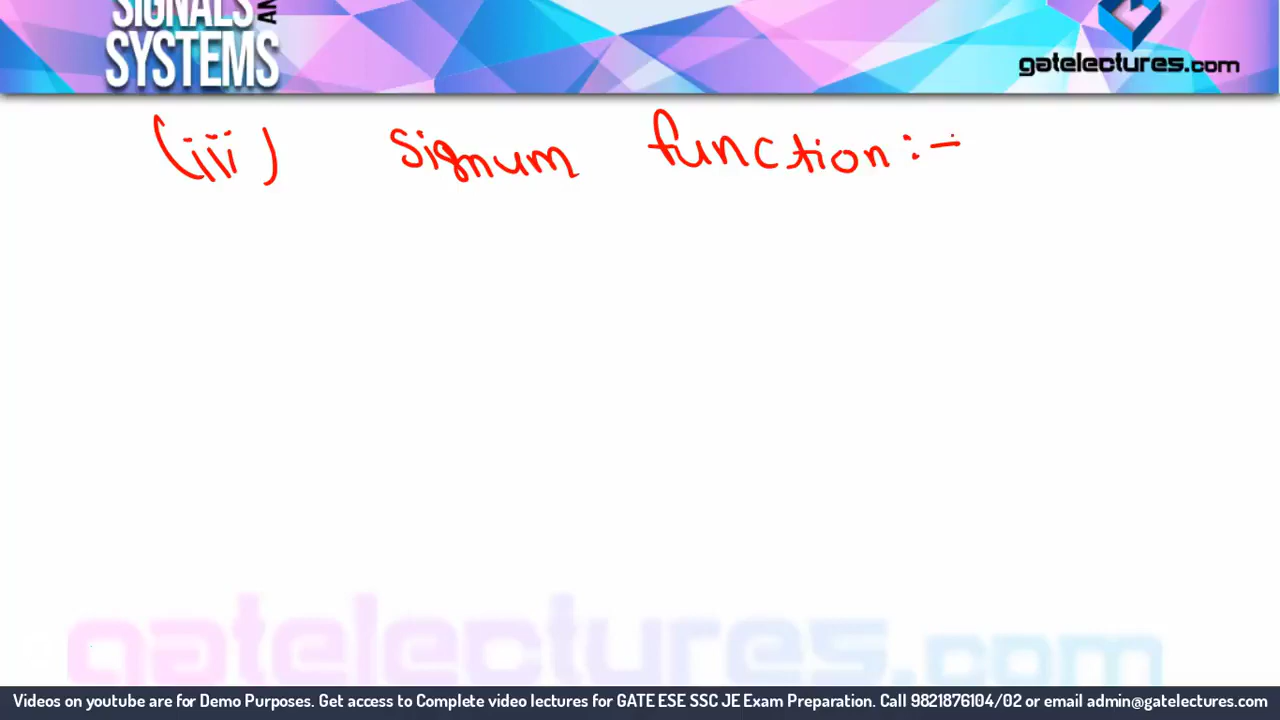 SIGNALS AND
SYSTEMS
gatelectures.com
(iii) Signum function:-
gatelectures.com
Videos on youtube are for Demo Purposes. Get access to Complete video lectures for GATE ESE SSC JE Exam Preparation. Call 9821876104/02 or email admin@gatelectures.com